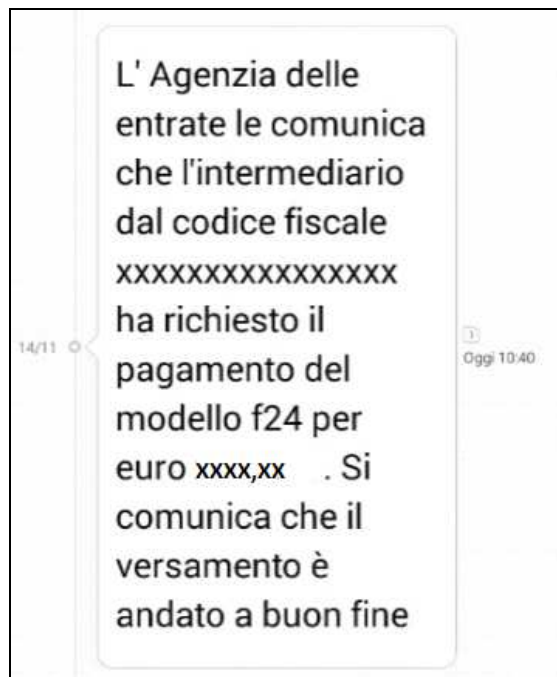 L' Agenzia delle
entrate le comunica
che l'intermediario
dal codice fiscale
xxxxxxxxxxxxxxxx
ha richiesto il
pagamento del
modello f24 per
euro xxxx,xx . Si
comunica che il
versamento è
andato a buon fine
14/11
1
Oggi 10:40